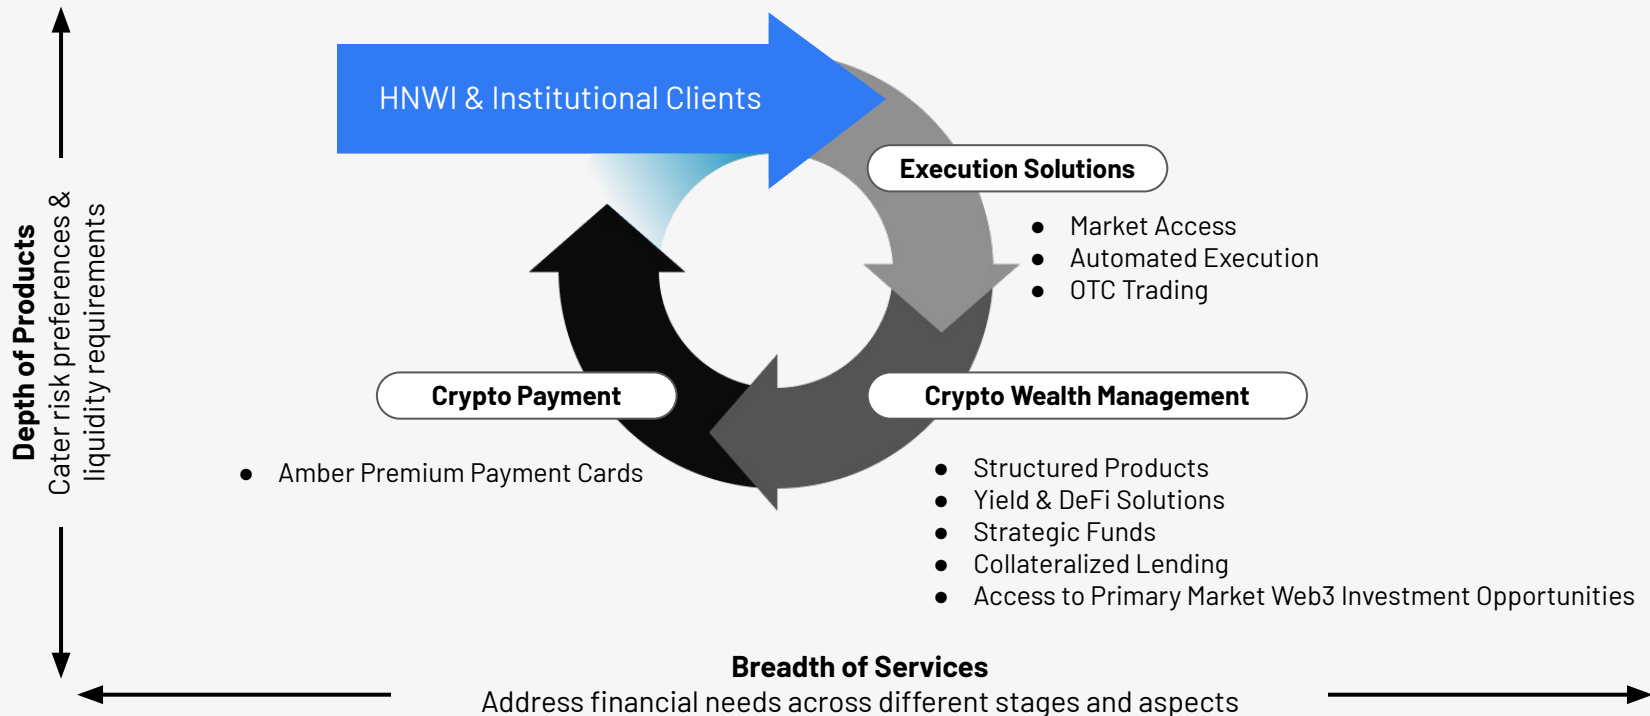 HNWI & Institutional Clients
Execution Solutions
● Market Access
● Automated Execution
● OTC Trading
Depth of Products
Cater risk preferences &
liquidity requirements
Crypto Payment
● Amber Premium Payment Cards
Crypto Wealth Management
● Structured Products
● Yield & DeFi Solutions
● Strategic Funds
● Collateralized Lending
● Access to Primary Market Web3 Investment Opportunities
Breadth of Services
Address financial needs across different stages and aspects